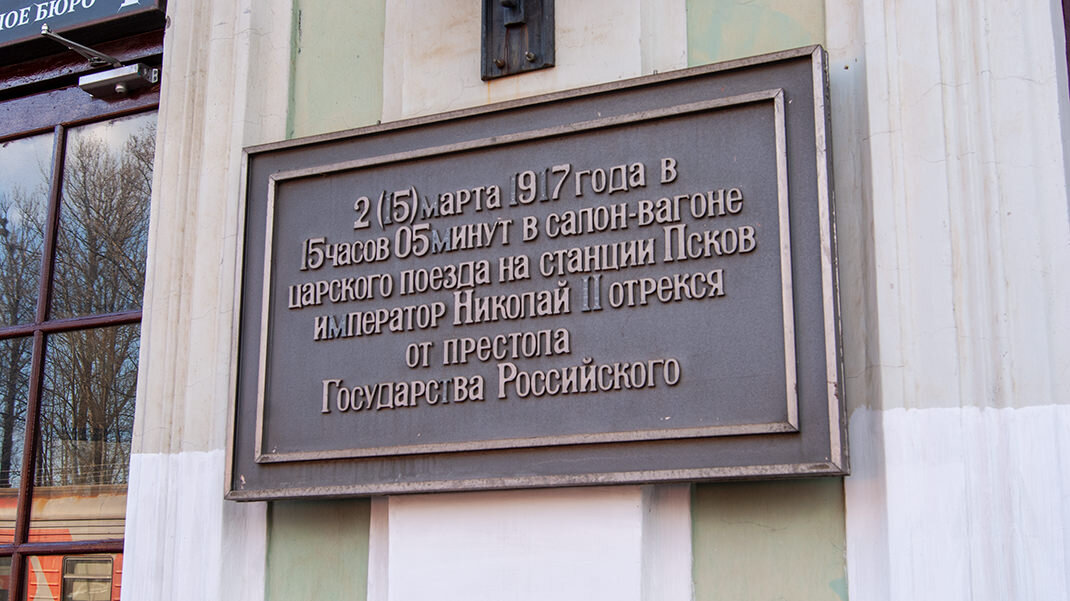 НОЕ БЮРО
2 (15) марта 1917 года в
15 часов 05 минут в салон-вагоне
царского поезда на станции Псков
император Николай II отрекся
от престола
Государства Российского